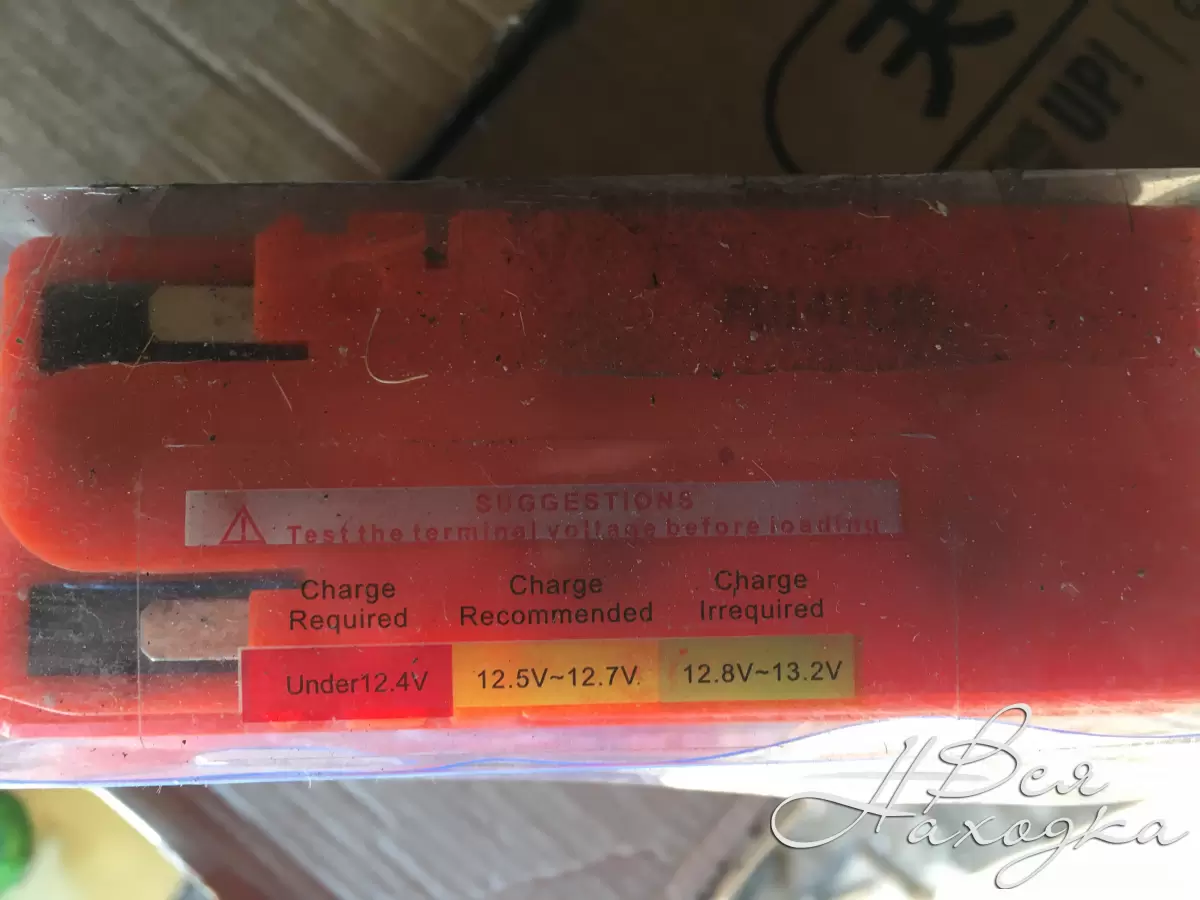 UP!
SUGGESTIONS
Test the terminal voltage before loading
Charge Required
Charge Recommended
Charge Irrequired
Under12.4V
12.5V~12.7V.
12.8V~13.2V
Вся
Находка